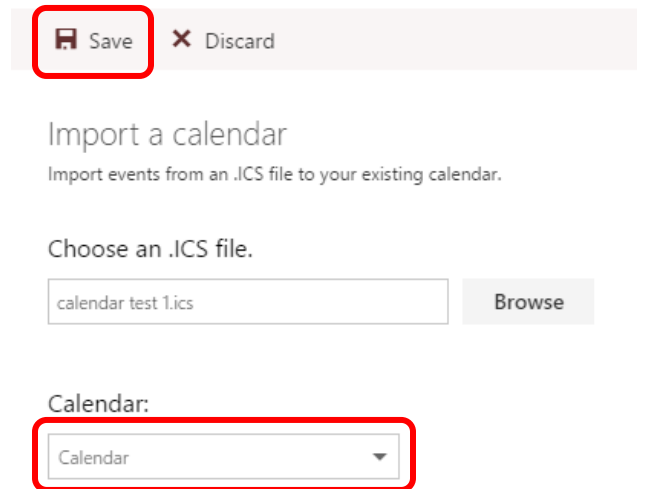 Save Discard
Import a calendar
Import events from an .ICS file to your existing calendar.
Choose an .ICS file.
calendar test 1.ics Browse
Calendar:
Calendar